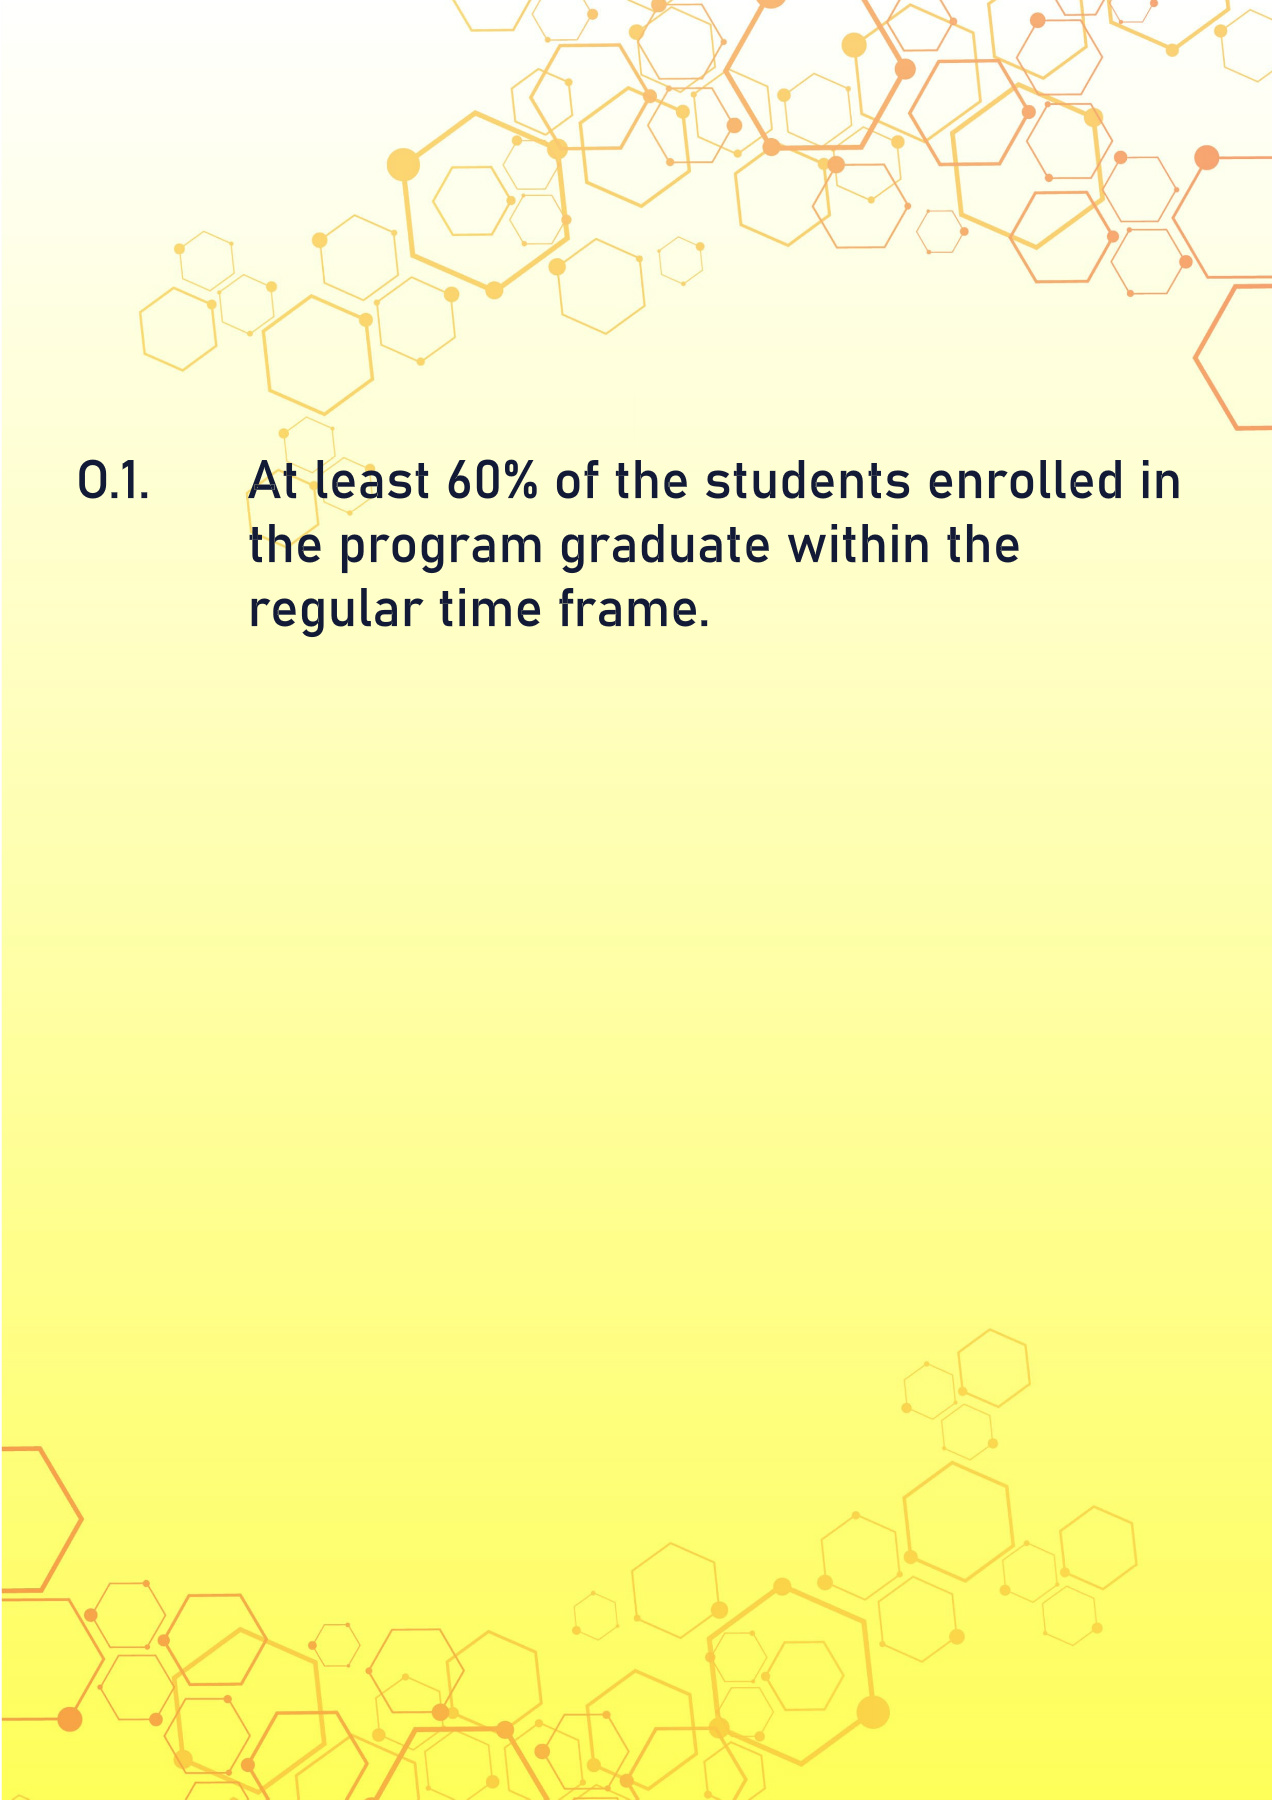 O.1. At least 60% of the students enrolled in
the program graduate within the
regular time frame.